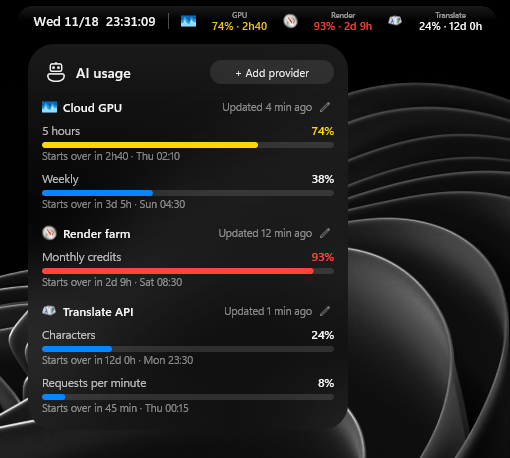 Wed 11/18 23:31:09
GPU
74% · 2h40
Render
93% · 2d 9h
Translate
24% · 12d 0h
AI usage
+ Add provider
Cloud GPU Updated 4 min ago
5 hours 74%
Starts over in 2h40 · Thu 02:10
Weekly 38%
Starts over in 3d 5h · Sun 04:30
Render farm Updated 12 min ago
Monthly credits 93%
Starts over in 2d 9h · Sat 08:30
Translate API Updated 1 min ago
Characters 24%
Starts over in 12d 0h · Mon 23:30
Requests per minute 8%
Starts over in 45 min · Thu 00:15